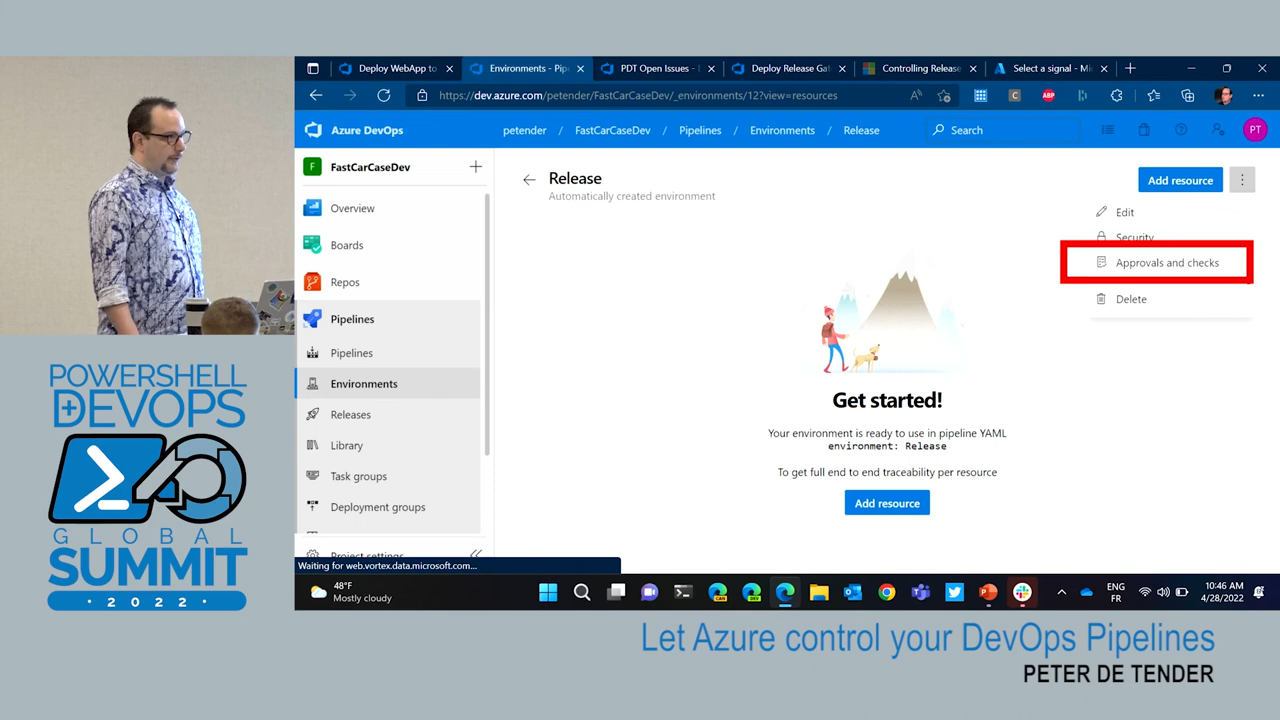 Deploy WebApp to
Environments - Pip
PDT Open Issues -
Deploy Release Gat
Controlling Release
Select a signal - Mi
https://dev.azure.com/petender/FastCarCaseDev/_environments/12?view=resources
ABP
Azure DevOps
petender / FastCarCaseDev / Pipelines / Environments / Release
Search
PT
F FastCarCaseDev
Overview
Boards
Repos
Pipelines
Pipelines
Environments
Releases
Library
Task groups
Deployment groups
Project settings
Release
Automatically created environment
Add resource
Edit
Security
Approvals and checks
Delete
Get started!
Your environment is ready to use in pipeline YAML
environment: Release
To get full end to end traceability per resource
Add resource
Waiting for web.vortex.data.microsoft.com...
48°F
Mostly cloudy
CAN
DEV
ENG
FR
10:46 AM
4/28/2022
POWERSHELL
DEVOPS
GLOBAL
SUMMIT
· 2022 ·
Let Azure control your DevOps Pipelines
PETER DE TENDER